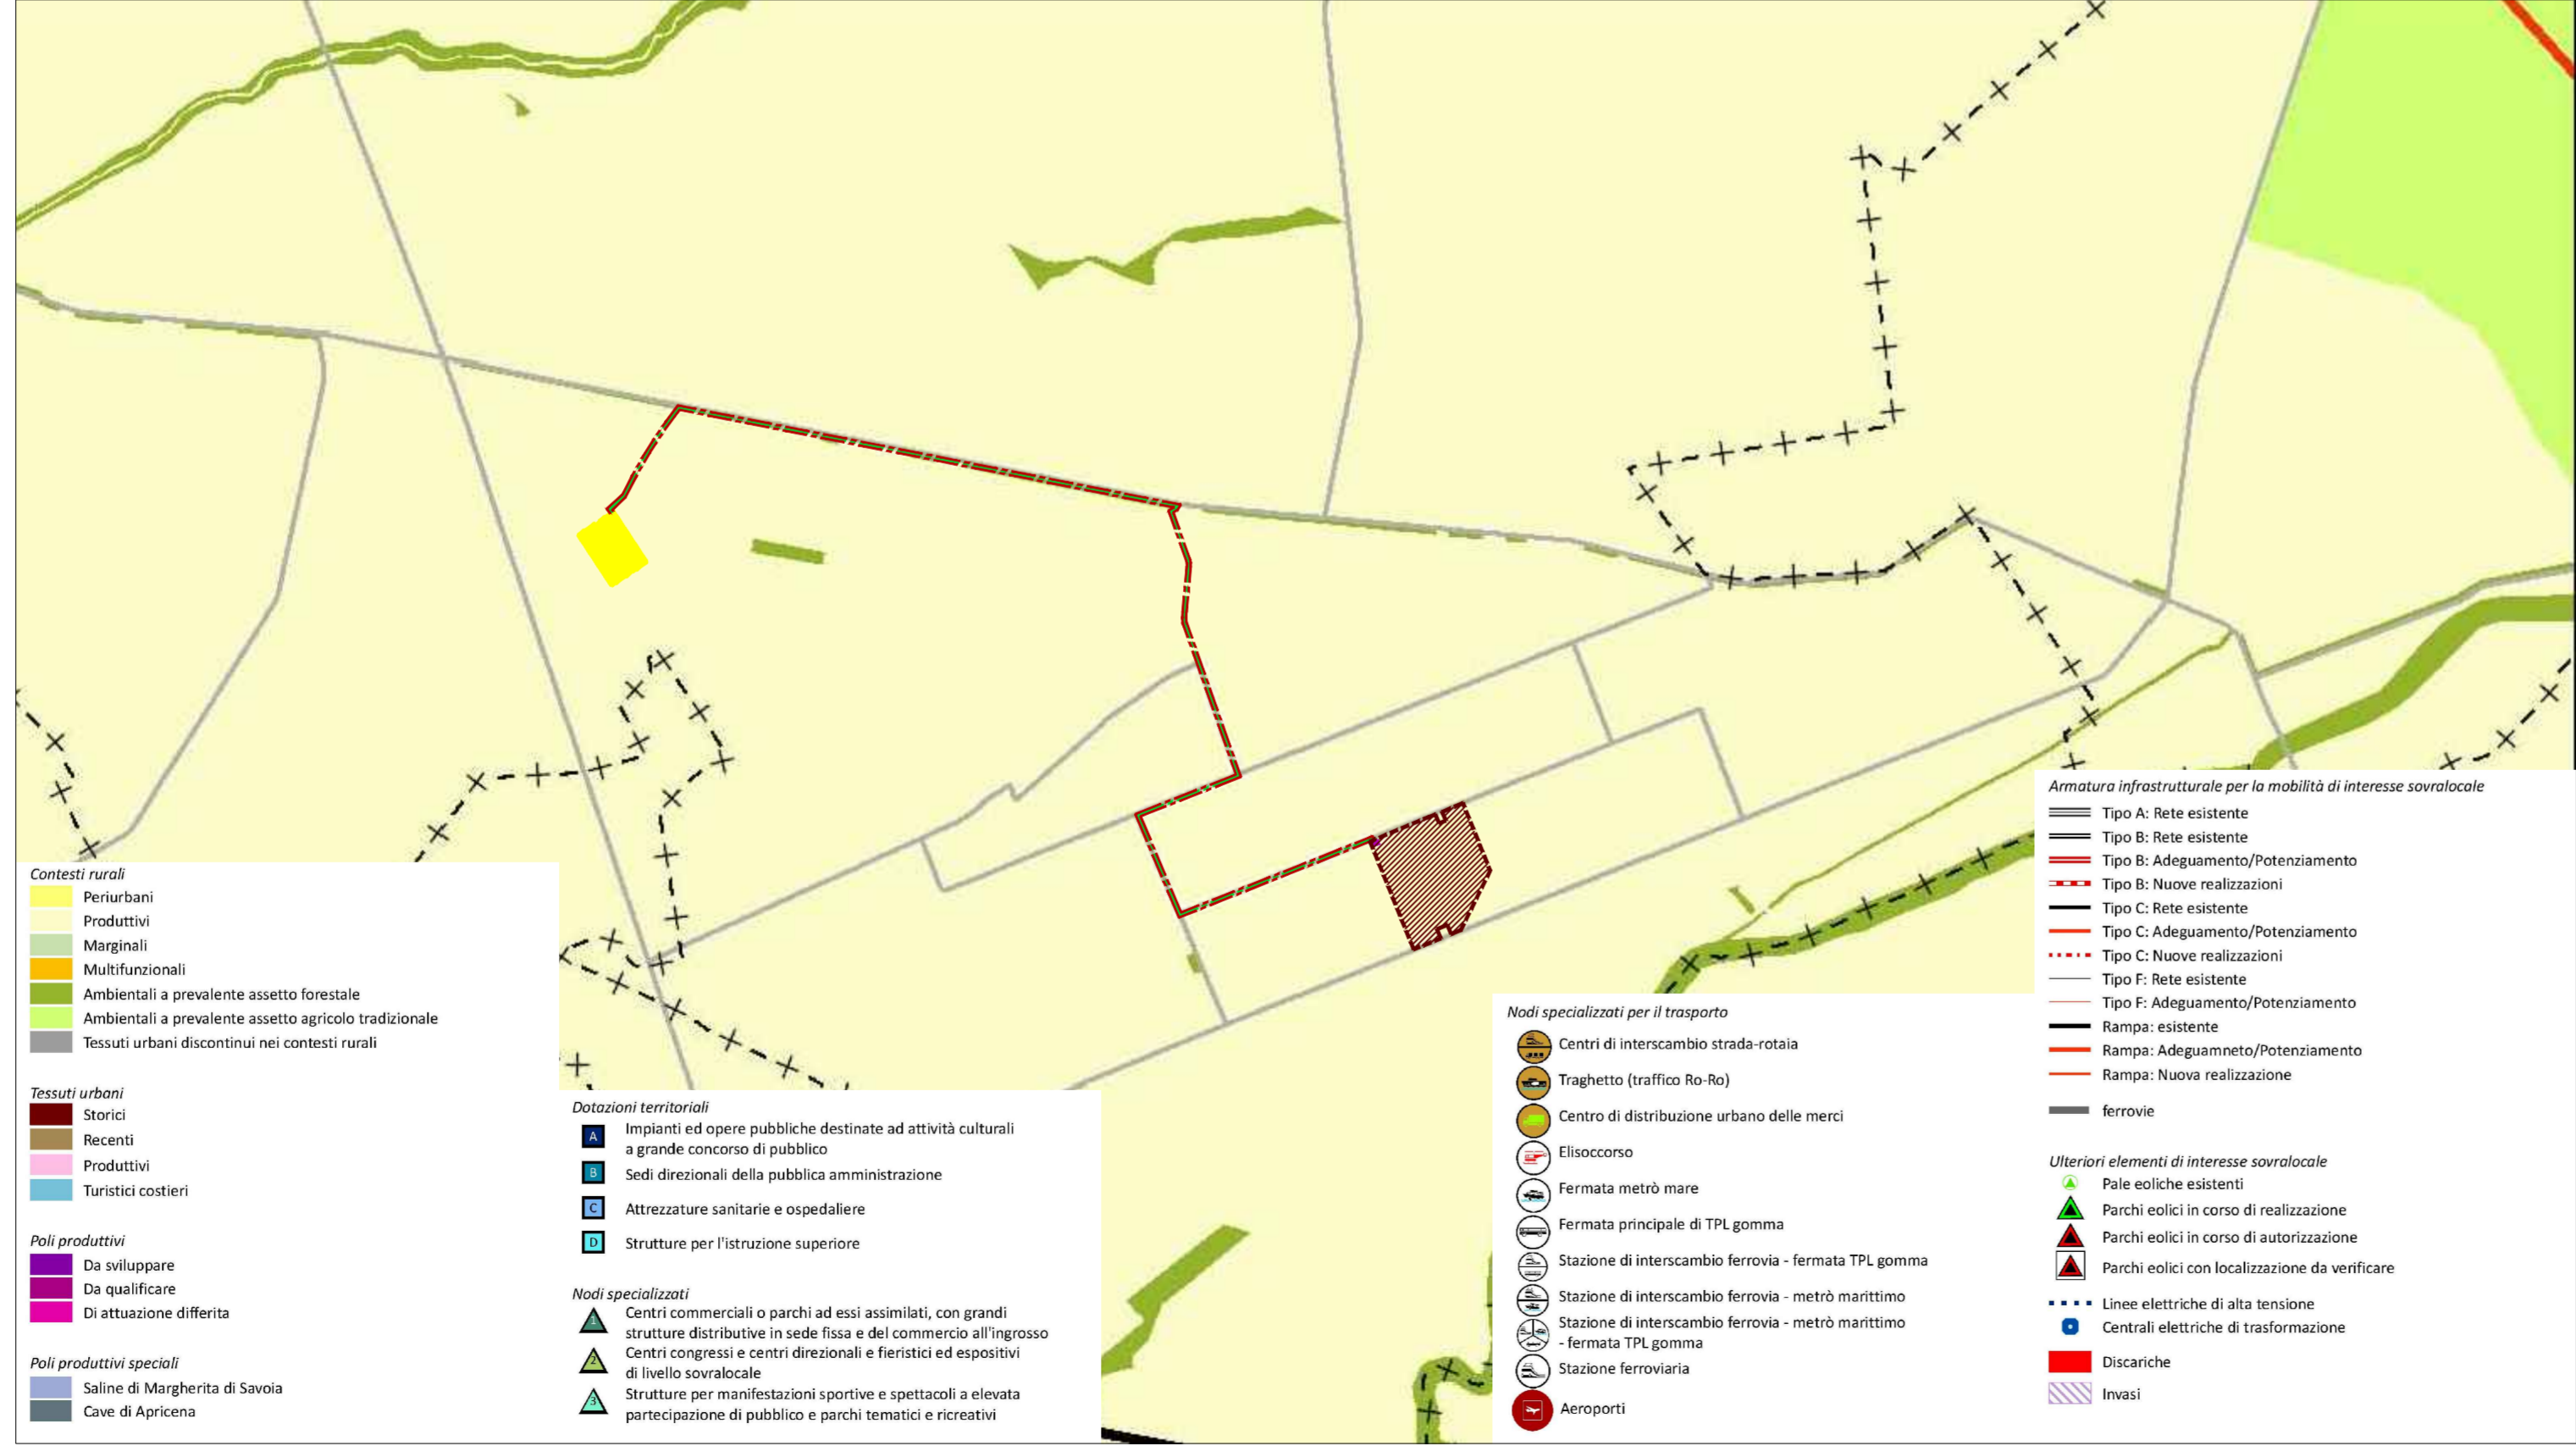 Contesti rurali
Periurbani
Produttivi
Marginali
Multifunzionali
Ambientali a prevalente assetto forestale
Ambientali a prevalente assetto agricolo tradizionale
Tessuti urbani discontinui nei contesti rurali
Tessuti urbani
Storici
Recenti
Produttivi
Turistici costieri
Poli produttivi
Da sviluppare
Da qualificare
Di attuazione differita
Poli produttivi speciali
Saline di Margherita di Savoia
Cave di Apricena
Dotazioni territoriali
A Impianti ed opere pubbliche destinate ad attività culturali
a grande concorso di pubblico
B Sedi direzionali della pubblica amministrazione
C Attrezzature sanitarie e ospedaliere
D Strutture per l'istruzione superiore
Nodi specializzati
1 Centri commerciali o parchi ad essi assimilati, con grandi
strutture distributive in sede fissa e del commercio all'ingrosso
2 Centri congressi e centri direzionali e fieristici ed espositivi
di livello sovralocale
3 Strutture per manifestazioni sportive e spettacoli a elevata
partecipazione di pubblico e parchi tematici e ricreativi
Nodi specializzati per il trasporto
Centri di interscambio strada-rotaia
Traghetto (traffico Ro-Ro)
Centro di distribuzione urbano delle merci
Elisoccorso
Fermata metrò mare
Fermata principale di TPL gomma
Stazione di interscambio ferrovia - fermata TPL gomma
Stazione di interscambio ferrovia - metrò marittimo
Stazione di interscambio ferrovia - metrò marittimo
- fermata TPL gomma
Stazione ferroviaria
Aeroporti
Armatura infrastrutturale per la mobilità di interesse sovralocale
Tipo A: Rete esistente
Tipo B: Rete esistente
Tipo B: Adeguamento/Potenziamento
Tipo B: Nuove realizzazioni
Tipo C: Rete esistente
Tipo C: Adeguamento/Potenziamento
Tipo C: Nuove realizzazioni
Tipo F: Rete esistente
Tipo F: Adeguamento/Potenziamento
Rampa: esistente
Rampa: Adeguamneto/Potenziamento
Rampa: Nuova realizzazione
ferrovie
Ulteriori elementi di interesse sovralocale
Pale eoliche esistenti
Parchi eolici in corso di realizzazione
Parchi eolici in corso di autorizzazione
Parchi eolici con localizzazione da verificare
Linee elettriche di alta tensione
Centrali elettriche di trasformazione
Discariche
Invasi